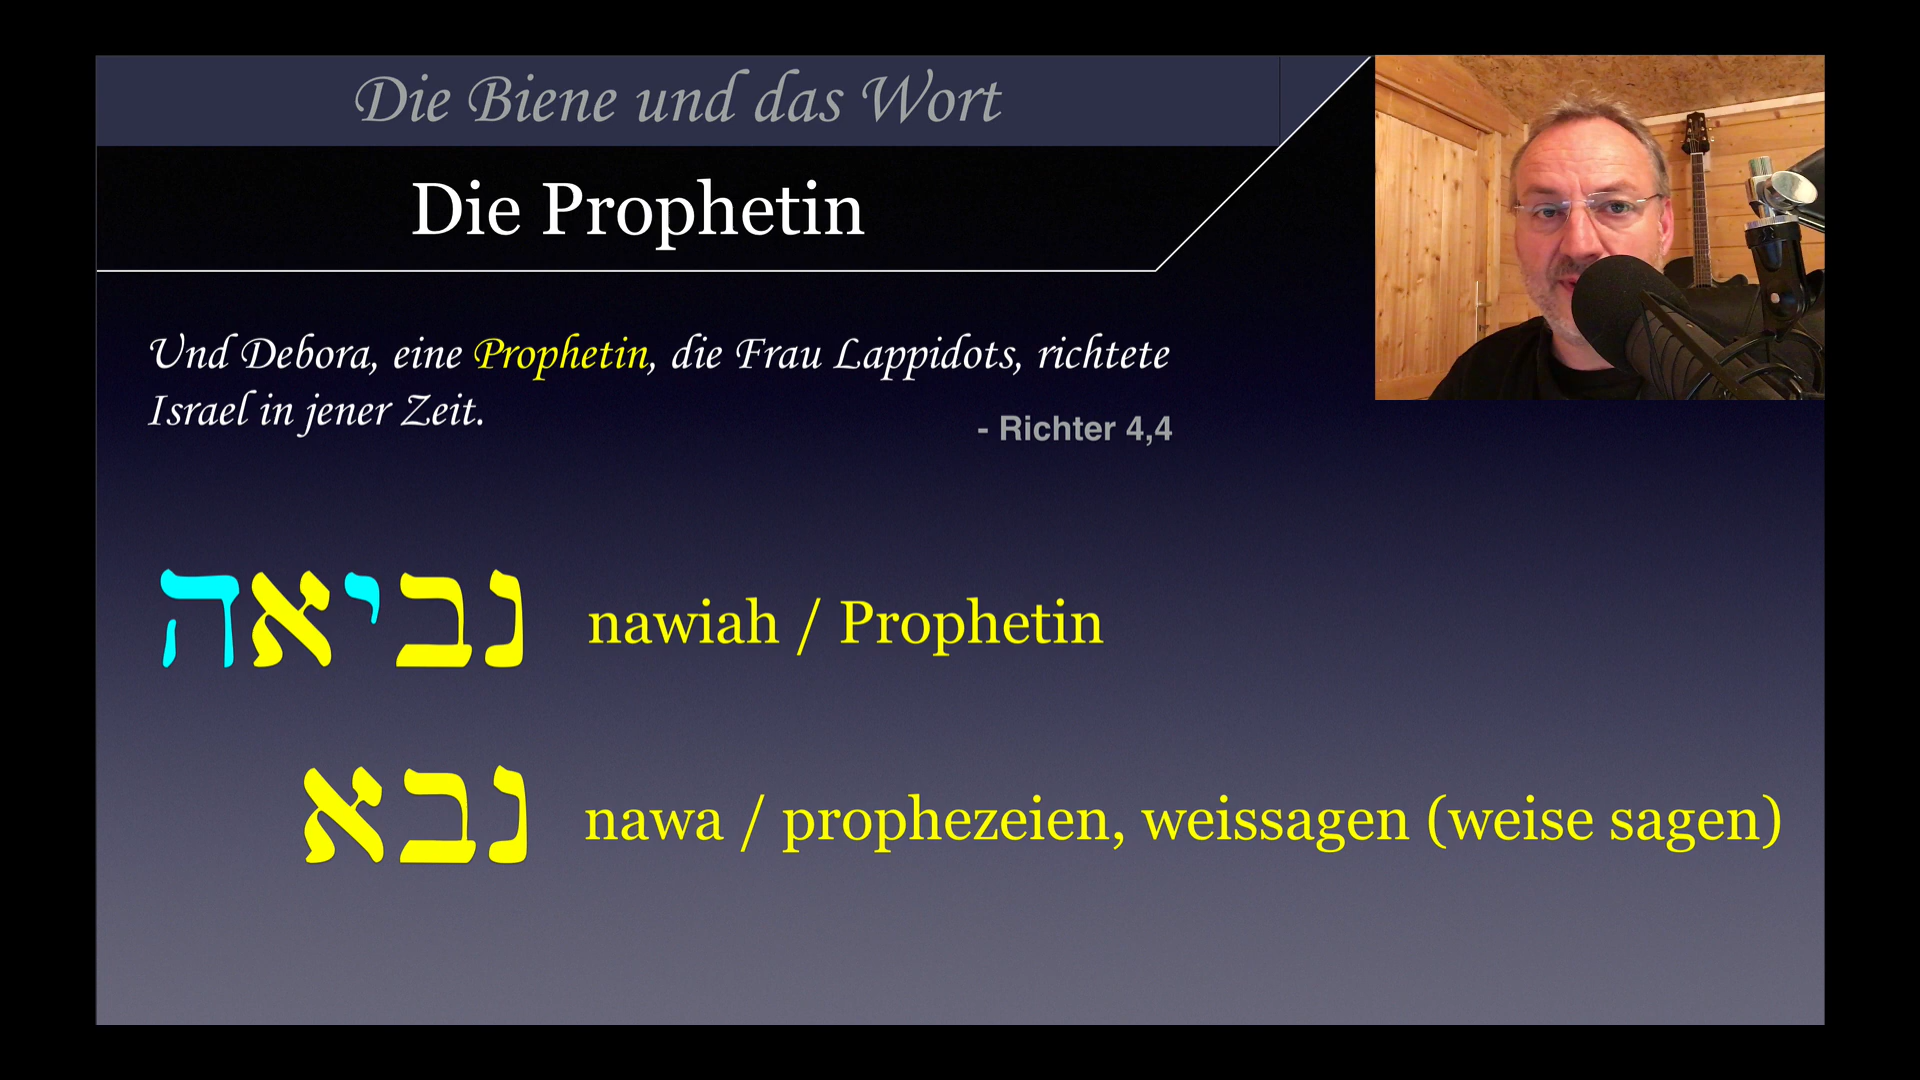 Die Biene und das Wort
Die Prophetin
Und Debora, eine Prophetin, die Frau Lappidots, richtete
Israel in jener Zeit.
- Richter 4,4
נביאה nawiah / Prophetin
נבא nawa / prophezeien, weissagen (weise sagen)